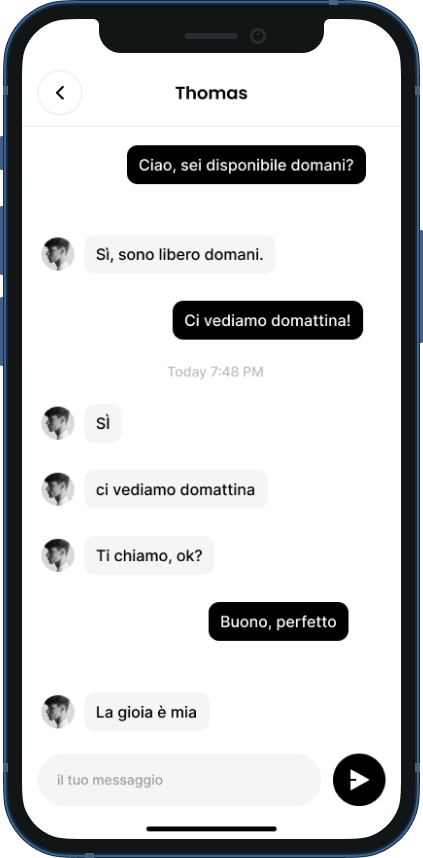 Thomas
Ciao, sei disponibile domani?
Sì, sono libero domani.
Ci vediamo domattina!
Today 7:48 PM
SÌ
ci vediamo domattina
Ti chiamo, ok?
Buono, perfetto
La gioia è mia
il tuo messaggio